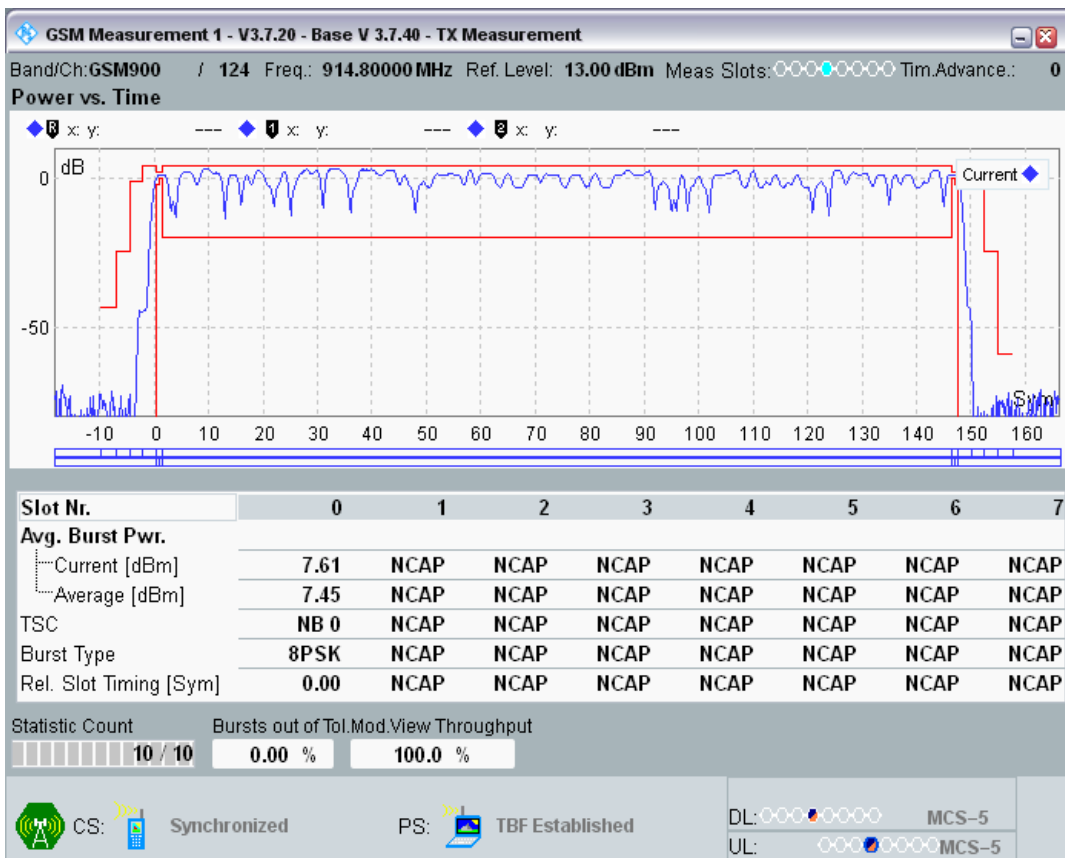 GSM Measurement 1 - V3.7.20 - Base V 3.7.40 - TX Measurement
Band/Ch:GSM900 / 124 Freq.: 914.80000 MHz Ref. Level: 13.00 dBm Meas Slots: Tim.Advance.: 0
Power vs. Time
R x: y: --- 1 x: y: --- 2 x: y: ---
dB
Current
0
-50
Sym
-10 0 10 20 30 40 50 60 70 80 90 100 110 120 130 140 150 160
Slot Nr. 0 1 2 3 4 5 6 7
Avg. Burst Pwr.
Current [dBm] 7.61 NCAP NCAP NCAP NCAP NCAP NCAP NCAP
Average [dBm] 7.45 NCAP NCAP NCAP NCAP NCAP NCAP NCAP
TSC NB 0 NCAP NCAP NCAP NCAP NCAP NCAP NCAP
Burst Type 8PSK NCAP NCAP NCAP NCAP NCAP NCAP NCAP
Rel. Slot Timing [Sym] 0.00 NCAP NCAP NCAP NCAP NCAP NCAP NCAP
Statistic Count Bursts out of Tol.Mod.View Throughput
10 / 10 0.00 % 100.0 %
CS: Synchronized PS: TBF Established DL: MCS-5
UL: MCS-5